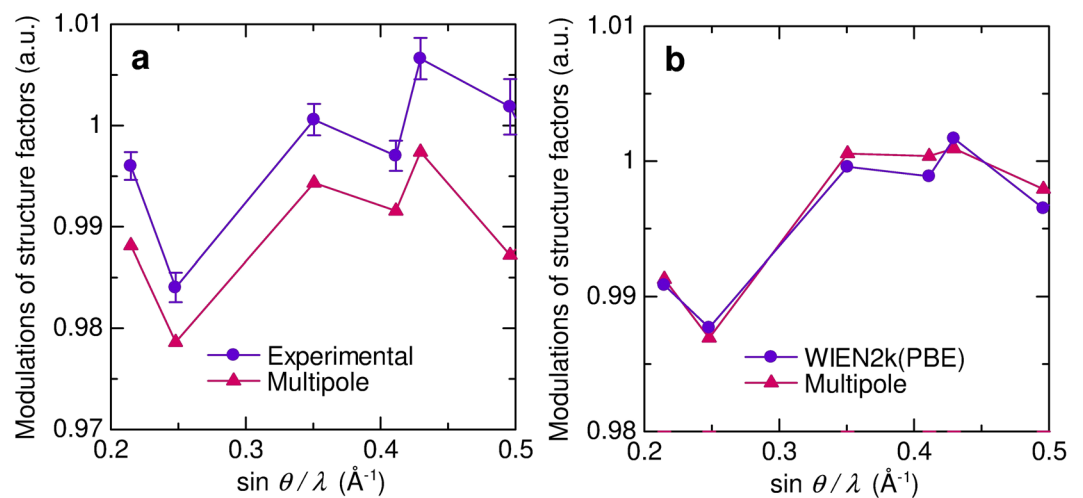 a
Modulations of structure factors (a.u.)
1.01
1
0.99
0.98
0.97
Experimental
Multipole
0.2
0.3
0.4
0.5
sin θ / λ (Å⁻¹)
b
Modulations of structure factors (a.u.)
1.01
1
0.99
0.98
WIEN2k(PBE)
Multipole
0.2
0.3
0.4
0.5
sin θ / λ (Å⁻¹)